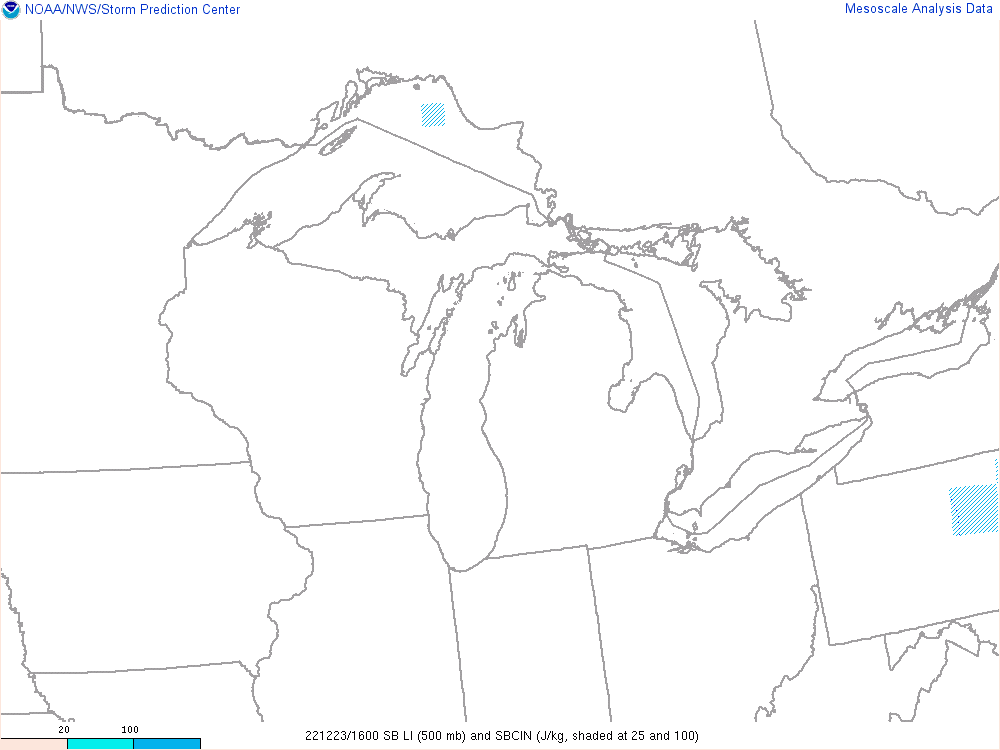 NOAA/NWS/Storm Prediction Center
Mesoscale Analysis Data
20 100
221223/1600 SB LI (500 mb) and SBCIN (J/kg, shaded at 25 and 100)